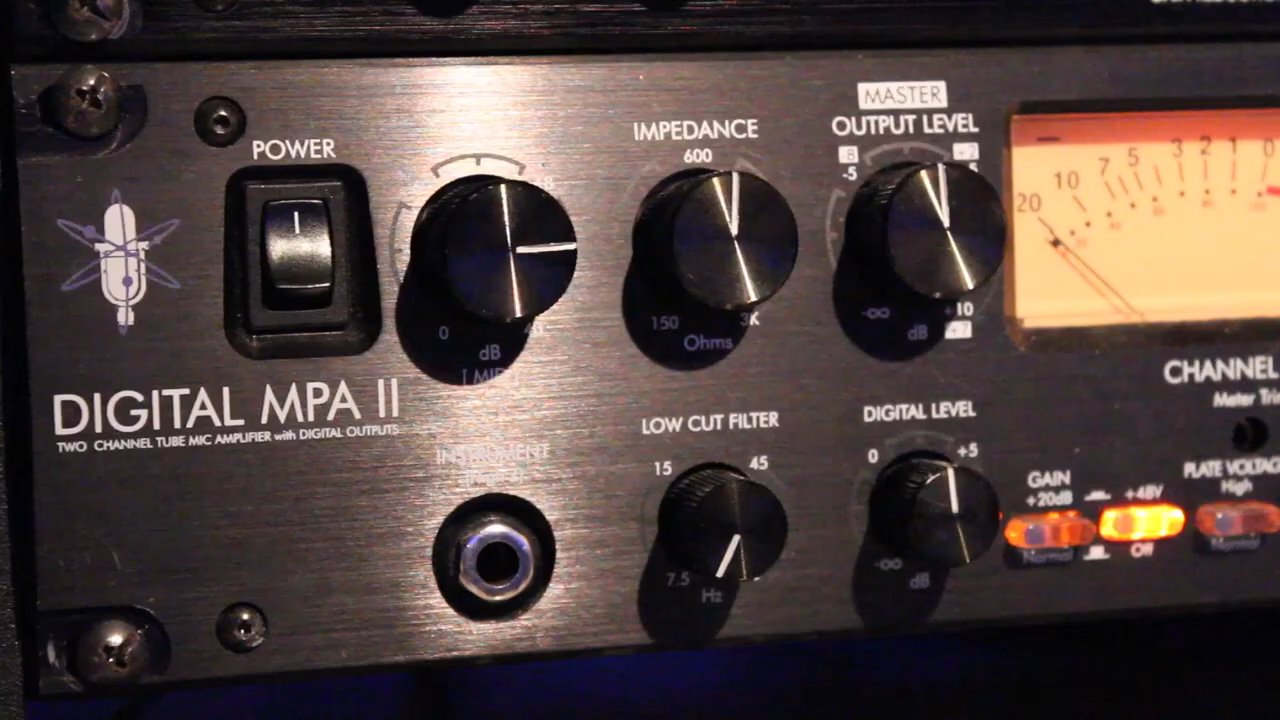 POWER
DIGITAL MPA II
TWO CHANNEL TUBE MIC AMPLIFIER with DIGITAL OUTPUTS
0
dB
INSTRUMENT
IMPEDANCE
600
150
3K
Ohms
LOW CUT FILTER
15
45
7.5
Hz
MASTER
OUTPUT LEVEL
-8
+2
-5
-∞
+10
dB
+7
DIGITAL LEVEL
0
+5
-∞
dB
20 10 7 5 3 2 1 0
CHANNEL
Meter
GAIN
+20dB
Normal
+48V
Off
PLATE VOLTAGE
High
Normal